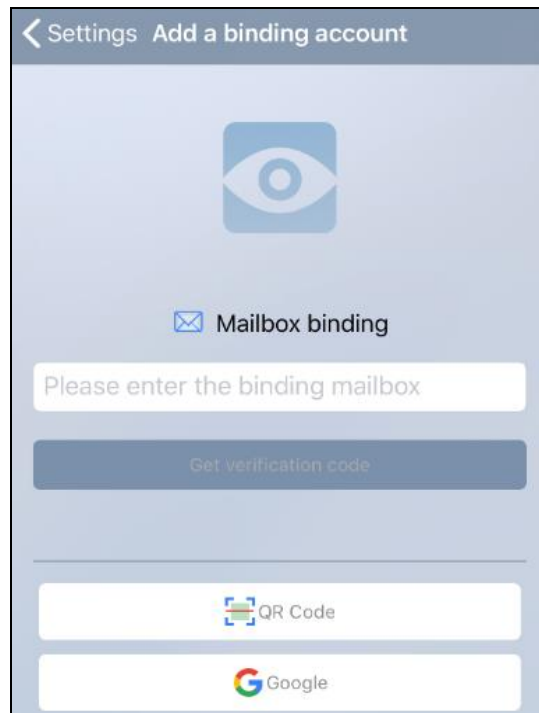 Settings Add a binding account
Mailbox binding
Please enter the binding mailbox
Get verification code
QR Code
Google